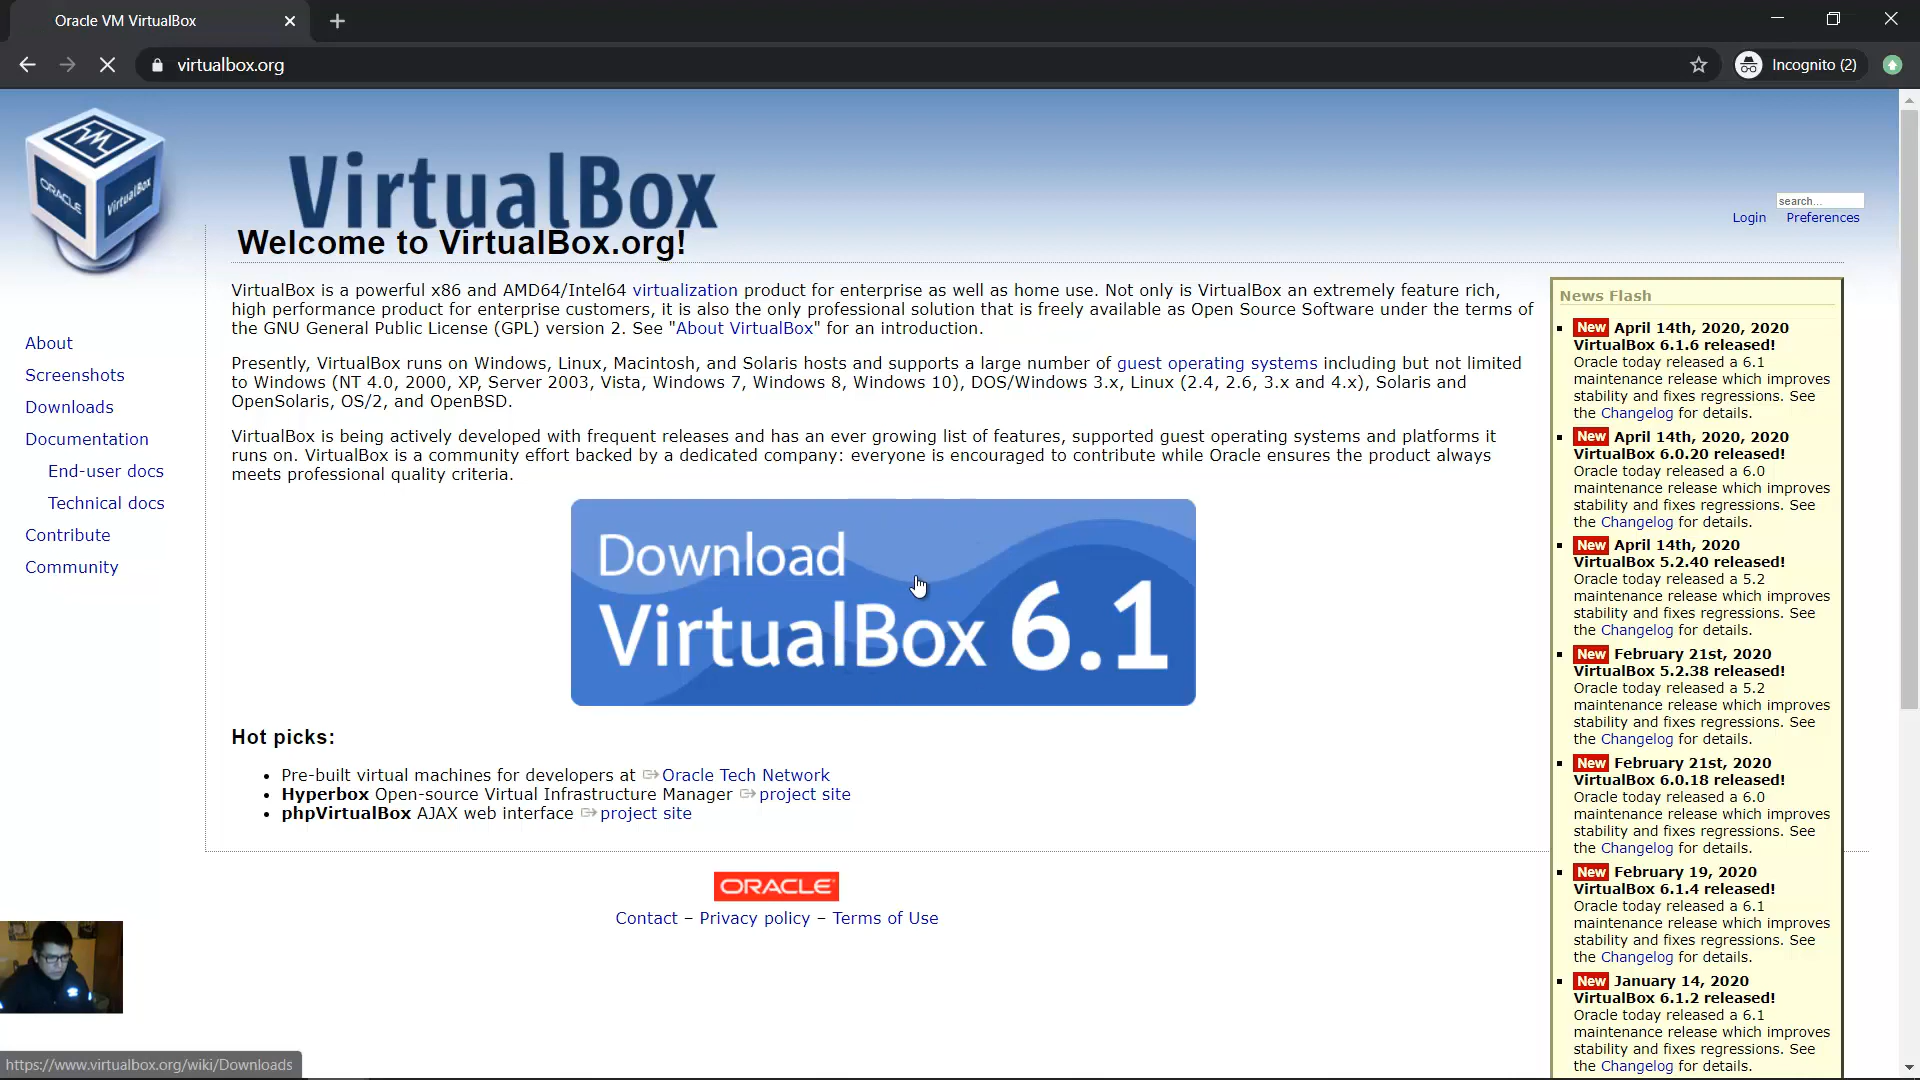 Oracle VM VirtualBox
virtualbox.org
Incognito (2)
ORACLE
VirtualBox
VirtualBox
search...
Login
Preferences
Welcome to VirtualBox.org!
VirtualBox is a powerful x86 and AMD64/Intel64 virtualization product for enterprise as well as home use. Not only is VirtualBox an extremely feature rich,
high performance product for enterprise customers, it is also the only professional solution that is freely available as Open Source Software under the terms of
the GNU General Public License (GPL) version 2. See "About VirtualBox" for an introduction.
Presently, VirtualBox runs on Windows, Linux, Macintosh, and Solaris hosts and supports a large number of guest operating systems including but not limited
to Windows (NT 4.0, 2000, XP, Server 2003, Vista, Windows 7, Windows 8, Windows 10), DOS/Windows 3.x, Linux (2.4, 2.6, 3.x and 4.x), Solaris and
OpenSolaris, OS/2, and OpenBSD.
VirtualBox is being actively developed with frequent releases and has an ever growing list of features, supported guest operating systems and platforms it
runs on. VirtualBox is a community effort backed by a dedicated company: everyone is encouraged to contribute while Oracle ensures the product always
meets professional quality criteria.
About
Screenshots
Downloads
Documentation
End-user docs
Technical docs
Contribute
Community
Download
VirtualBox 6.1
Hot picks:
Pre-built virtual machines for developers at Oracle Tech Network
Hyperbox Open-source Virtual Infrastructure Manager project site
phpVirtualBox AJAX web interface project site
ORACLE
Contact – Privacy policy – Terms of Use
News Flash
New April 14th, 2020, 2020
VirtualBox 6.1.6 released!
Oracle today released a 6.1
maintenance release which improves
stability and fixes regressions. See
the Changelog for details.
New April 14th, 2020, 2020
VirtualBox 6.0.20 released!
Oracle today released a 6.0
maintenance release which improves
stability and fixes regressions. See
the Changelog for details.
New April 14th, 2020
VirtualBox 5.2.40 released!
Oracle today released a 5.2
maintenance release which improves
stability and fixes regressions. See
the Changelog for details.
New February 21st, 2020
VirtualBox 5.2.38 released!
Oracle today released a 5.2
maintenance release which improves
stability and fixes regressions. See
the Changelog for details.
New February 21st, 2020
VirtualBox 6.0.18 released!
Oracle today released a 6.0
maintenance release which improves
stability and fixes regressions. See
the Changelog for details.
New February 19, 2020
VirtualBox 6.1.4 released!
Oracle today released a 6.1
maintenance release which improves
stability and fixes regressions. See
the Changelog for details.
New January 14, 2020
VirtualBox 6.1.2 released!
Oracle today released a 6.1
maintenance release which improves
stability and fixes regressions. See
the Changelog for details.
https://www.virtualbox.org/wiki/Downloads